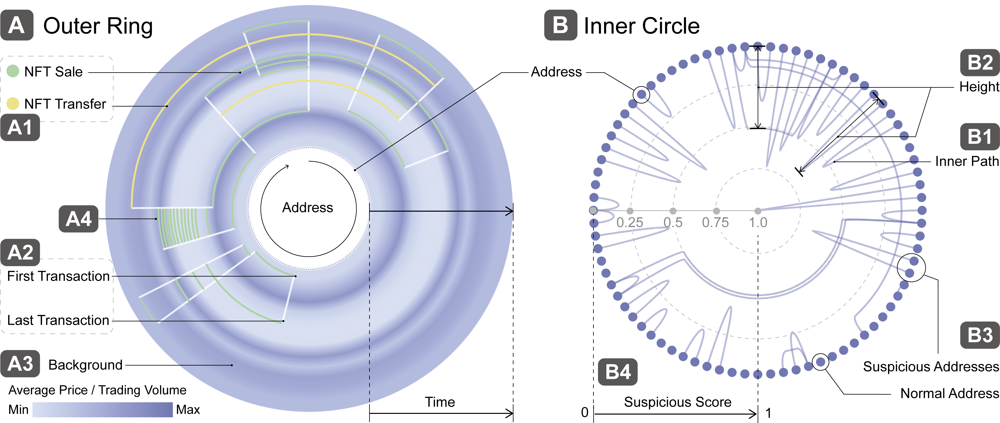 A Outer Ring
NFT Sale
NFT Transfer
A1
A4
A2
First Transaction
Last Transaction
A3 Background
Average Price / Trading Volume
Min Max
Address
Time
Address
B Inner Circle
B2
Height
B1
Inner Path
0.25 0.5 0.75 1.0
B3
Suspicious Addresses
Normal Address
B4
Suspicious Score
0 1